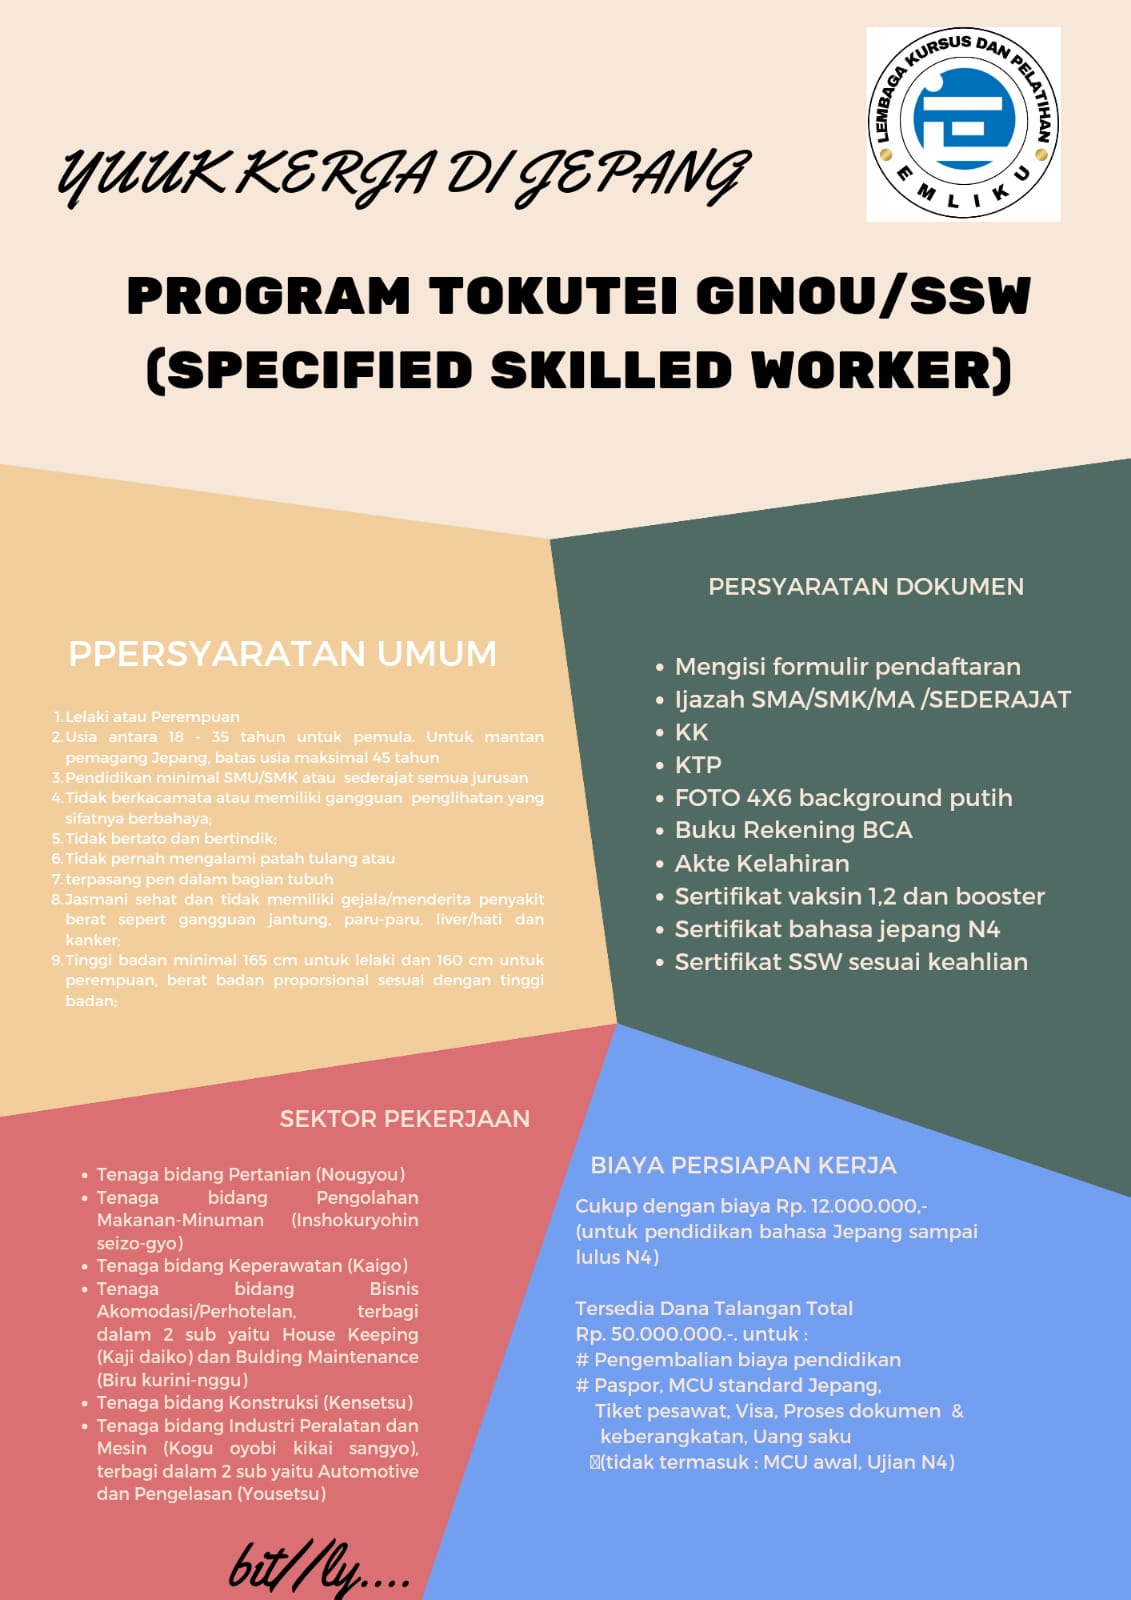 LEMBAGA KURSUS DAN PELATIHAN
EMLIKU
YUUK KERJA DI JEPANG
PROGRAM TOKUTEI GINOU/SSW
(SPECIFIED SKILLED WORKER)
PPERSYARATAN UMUM
1. Lelaki atau Perempuan
2. Usia antara 18 - 35 tahun untuk pemula. Untuk mantan
pemagang Jepang, batas usia maksimal 45 tahun
3. Pendidikan minimal SMU/SMK atau sederajat semua jurusan
4. Tidak berkacamata atau memiliki gangguan penglihatan yang
sifatnya berbahaya;
5. Tidak bertato dan bertindik;
6. Tidak pernah mengalami patah tulang atau
7. terpasang pen dalam bagian tubuh
8. Jasmani sehat dan tidak memiliki gejala/menderita penyakit
berat sepert gangguan jantung, paru-paru, liver/hati dan
kanker;
9. Tinggi badan minimal 165 cm untuk lelaki dan 160 cm untuk
perempuan, berat badan proporsional sesuai dengan tinggi
badan;
PERSYARATAN DOKUMEN
• Mengisi formulir pendaftaran
• Ijazah SMA/SMK/MA /SEDERAJAT
• KK
• KTP
• FOTO 4X6 background putih
• Buku Rekening BCA
• Akte Kelahiran
• Sertifikat vaksin 1,2 dan booster
• Sertifikat bahasa jepang N4
• Sertifikat SSW sesuai keahlian
SEKTOR PEKERJAAN
• Tenaga bidang Pertanian (Nougyou)
• Tenaga bidang Pengolahan
Makanan-Minuman (Inshokuryohin
seizo-gyo)
• Tenaga bidang Keperawatan (Kaigo)
• Tenaga bidang Bisnis
Akomodasi/Perhotelan, terbagi
dalam 2 sub yaitu House Keeping
(Kaji daiko) dan Bulding Maintenance
(Biru kurini-nggu)
• Tenaga bidang Konstruksi (Kensetsu)
• Tenaga bidang Industri Peralatan dan
Mesin (Kogu oyobi kikai sangyo),
terbagi dalam 2 sub yaitu Automotive
dan Pengelasan (Yousetsu)
BIAYA PERSIAPAN KERJA
Cukup dengan biaya Rp. 12.000.000,-
(untuk pendidikan bahasa Jepang sampai
lulus N4)
Tersedia Dana Talangan Total
Rp. 50.000.000.-. untuk :
# Pengembalian biaya pendidikan
# Paspor, MCU standard Jepang,
Tiket pesawat, Visa, Proses dokumen &
keberangkatan, Uang saku
(tidak termasuk : MCU awal, Ujian N4)
bit//ly....